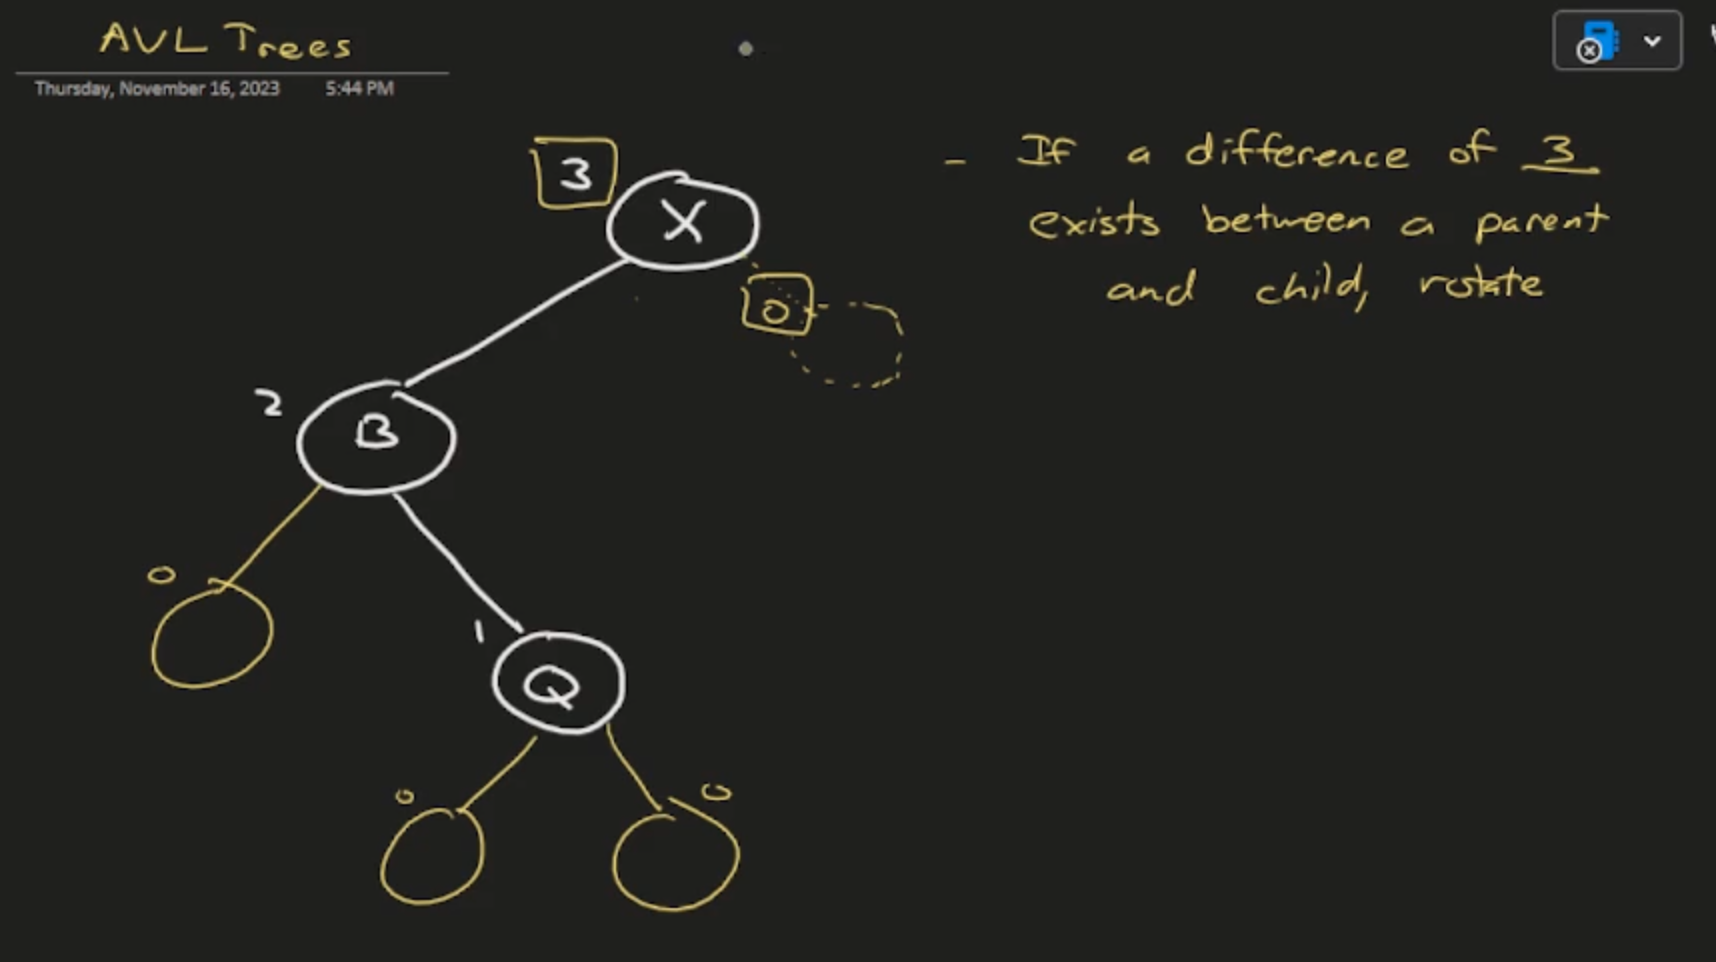 AVL Trees
Thursday, November 16, 2023 5:44 PM
3
X
- If a difference of 3
exists between a parent
and child, rotate
0
2
B
0
1
Q
0
0